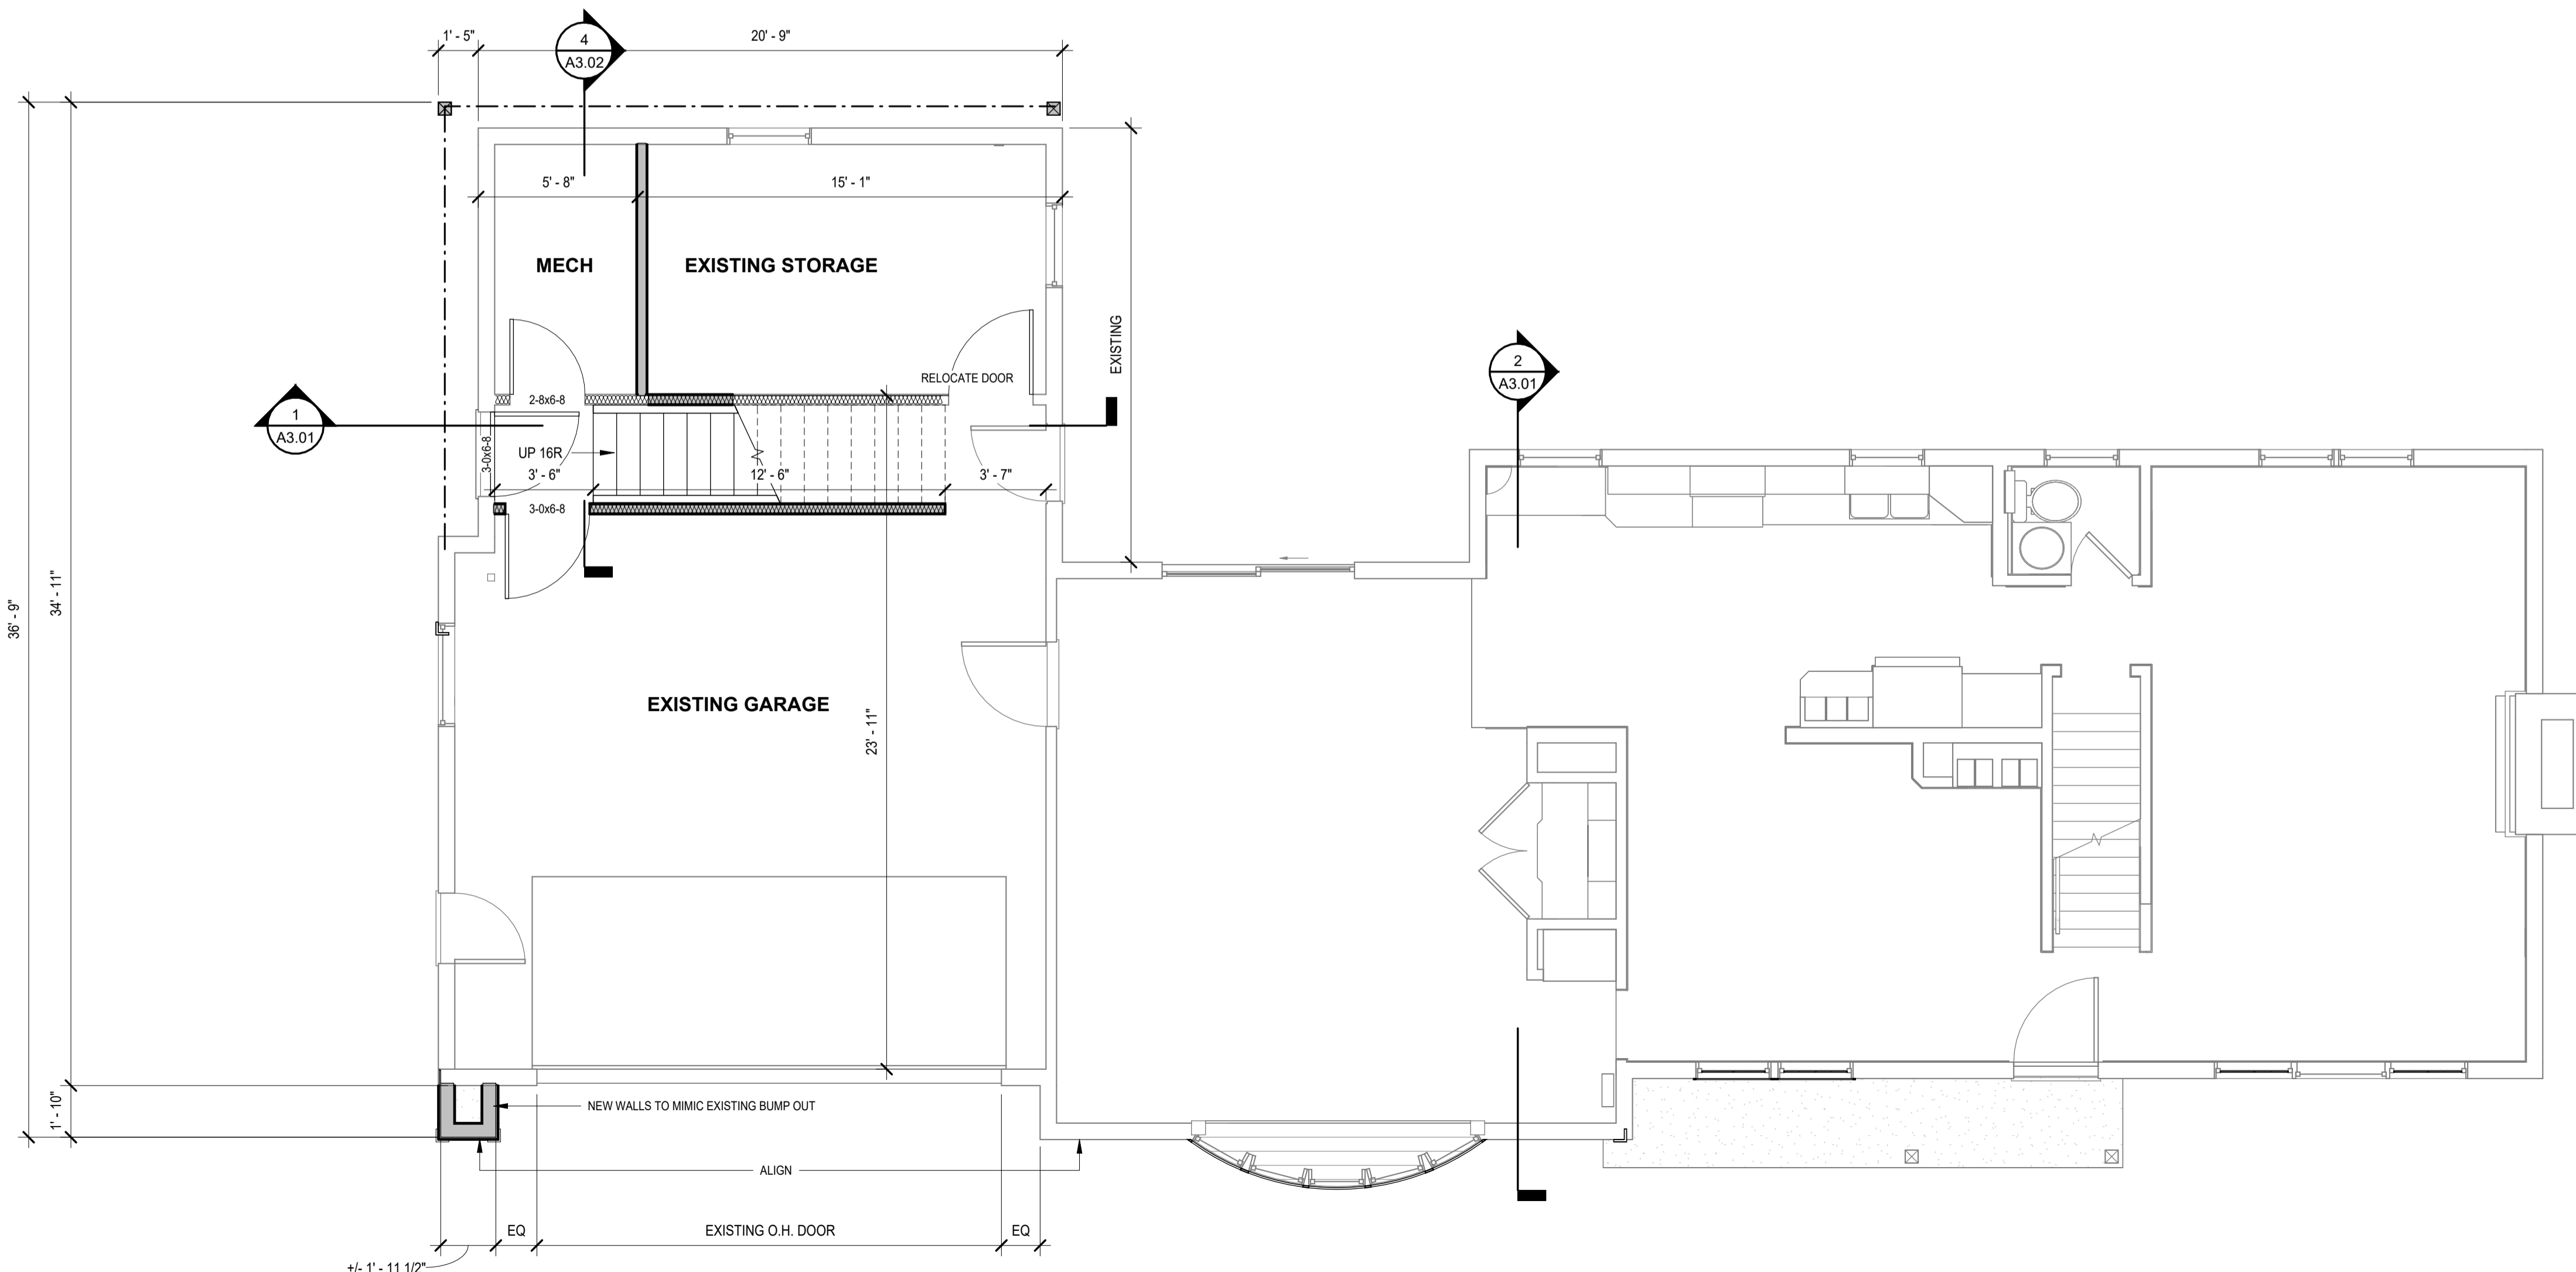 1' - 5"
20' - 9"
4
A3.02
5' - 8"
15' - 1"
MECH
EXISTING STORAGE
EXISTING
RELOCATE DOOR
2-8x6-8
1
A3.01
2
A3.01
3-0x6-8
UP 16R
3' - 6"
12' - 6"
3' - 7"
3-0x6-8
36' - 9"
34' - 11"
EXISTING GARAGE
23' - 11"
1' - 10"
NEW WALLS TO MIMIC EXISTING BUMP OUT
ALIGN
EQ
EXISTING O.H. DOOR
EQ
+/- 1' - 11 1/2"